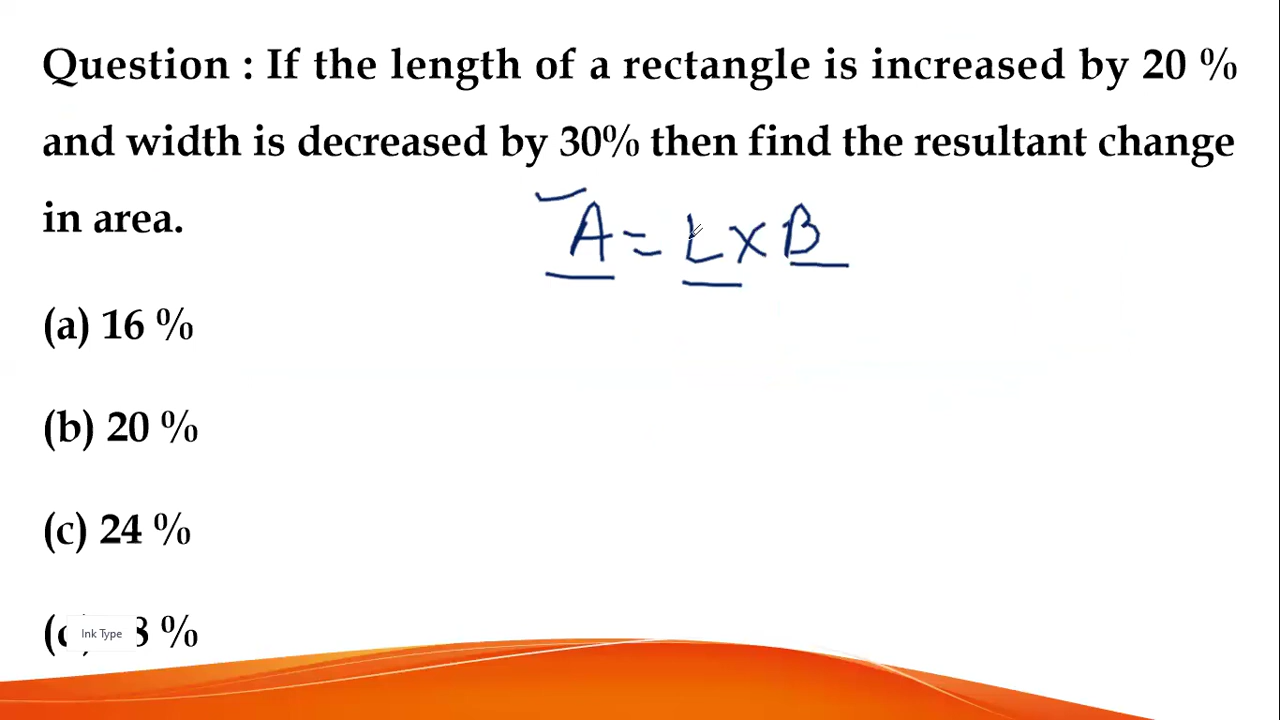 Question : If the length of a rectangle is increased by 20 %
and width is decreased by 30% then find the resultant change
in area.
A = L × B
(a) 16 %
(b) 20 %
(c) 24 %
%
Ink Type